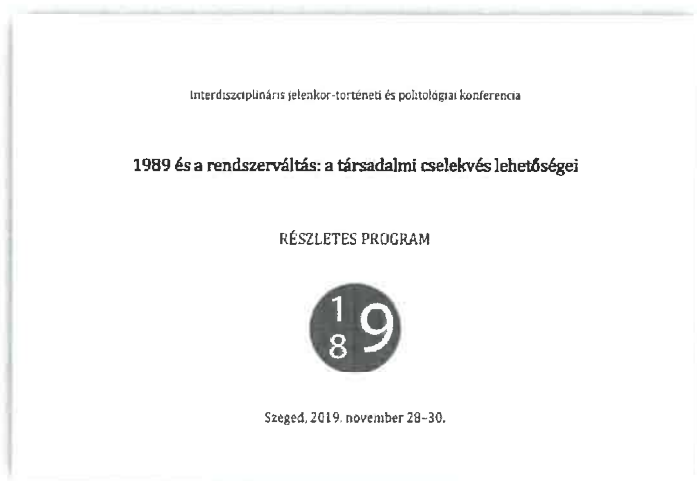 Interdiszciplináris jelenkor-történeti és politológiai konferencia
1989 és a rendszerváltás: a társadalmi cselekvés lehetőségei
RÉSZLETES PROGRAM
1 9
8
Szeged, 2019. november 28–30.